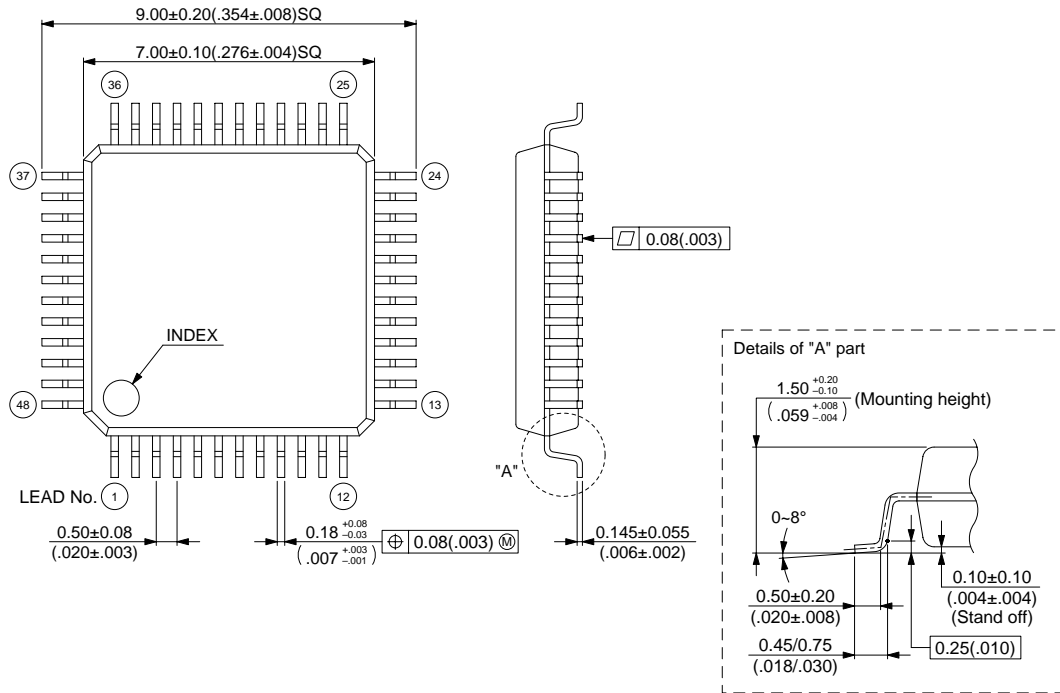 9.00±0.20(.354±.008)SQ
7.00±0.10(.276±.004)SQ
36
25
37
24
0.08(.003)
INDEX
48
13
"A"
LEAD No.
1
12
0.50±0.08
(.020±.003)
0.18 +0.08 –0.03
(.007 +.003 –.001)
⌖ 0.08(.003) Ⓜ
0.145±0.055
(.006±.002)
Details of "A" part
1.50 +0.20 –0.10
(.059 +.008 –.004)
(Mounting height)
0~8°
0.50±0.20
(.020±.008)
0.45/0.75
(.018/.030)
0.10±0.10
(.004±.004)
(Stand off)
0.25(.010)